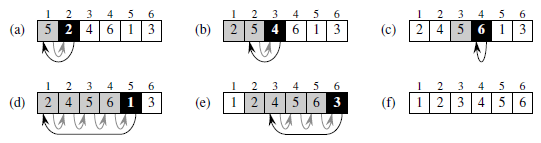 1 2 3 4 5 6
(a) 5 2 4 6 1 3
1 2 3 4 5 6
(b) 2 5 4 6 1 3
1 2 3 4 5 6
(c) 2 4 5 6 1 3
1 2 3 4 5 6
(d) 2 4 5 6 1 3
1 2 3 4 5 6
(e) 1 2 4 5 6 3
1 2 3 4 5 6
(f) 1 2 3 4 5 6